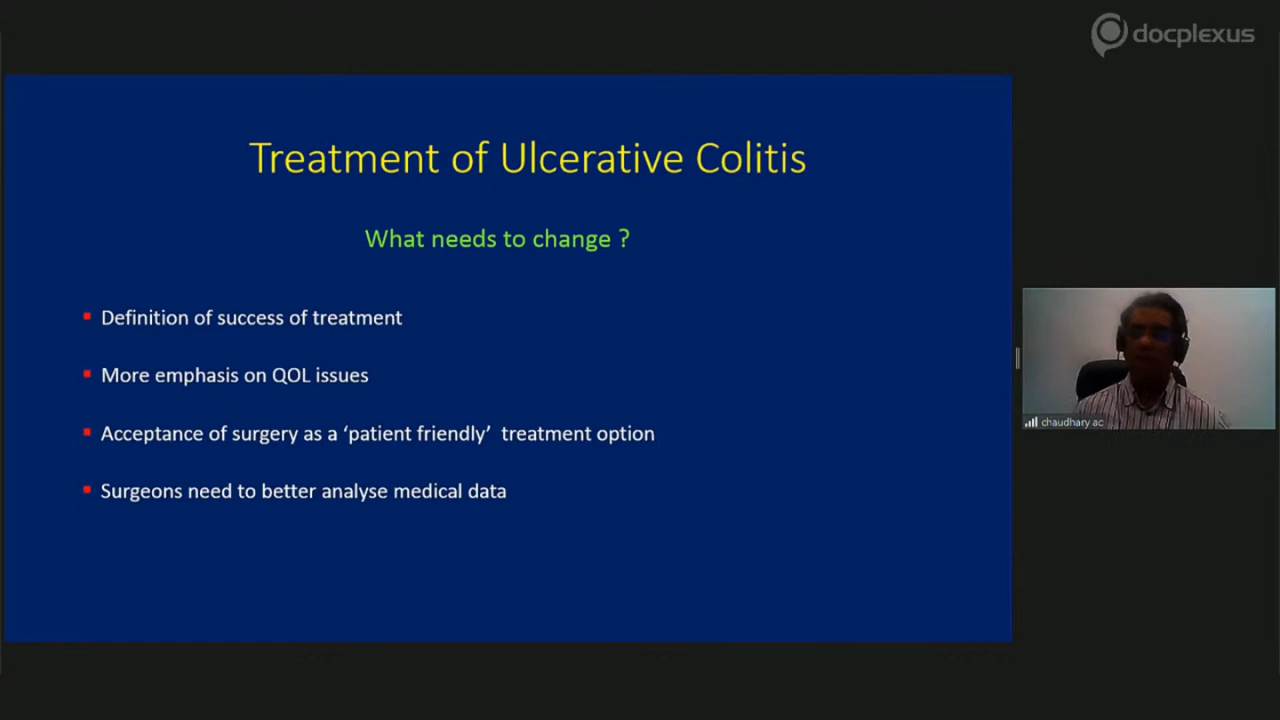 docplexus
Treatment of Ulcerative Colitis
What needs to change ?
Definition of success of treatment
More emphasis on QOL issues
Acceptance of surgery as a ‘patient friendly’ treatment option
Surgeons need to better analyse medical data
chaudhary ac